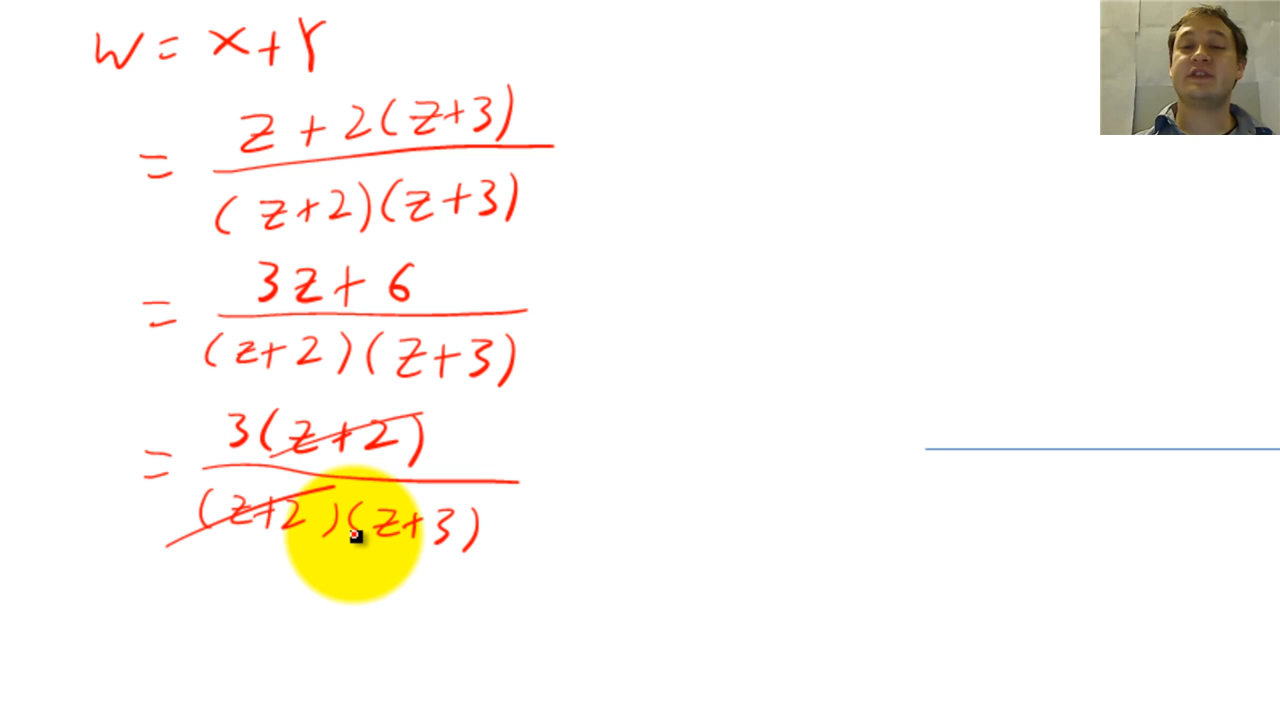 W = X+Y
= z + 2(z+3)
(z+2)(z+3)
= 3z + 6
(z+2)(z+3)
= 3(z+2)
(z+2)(z+3)